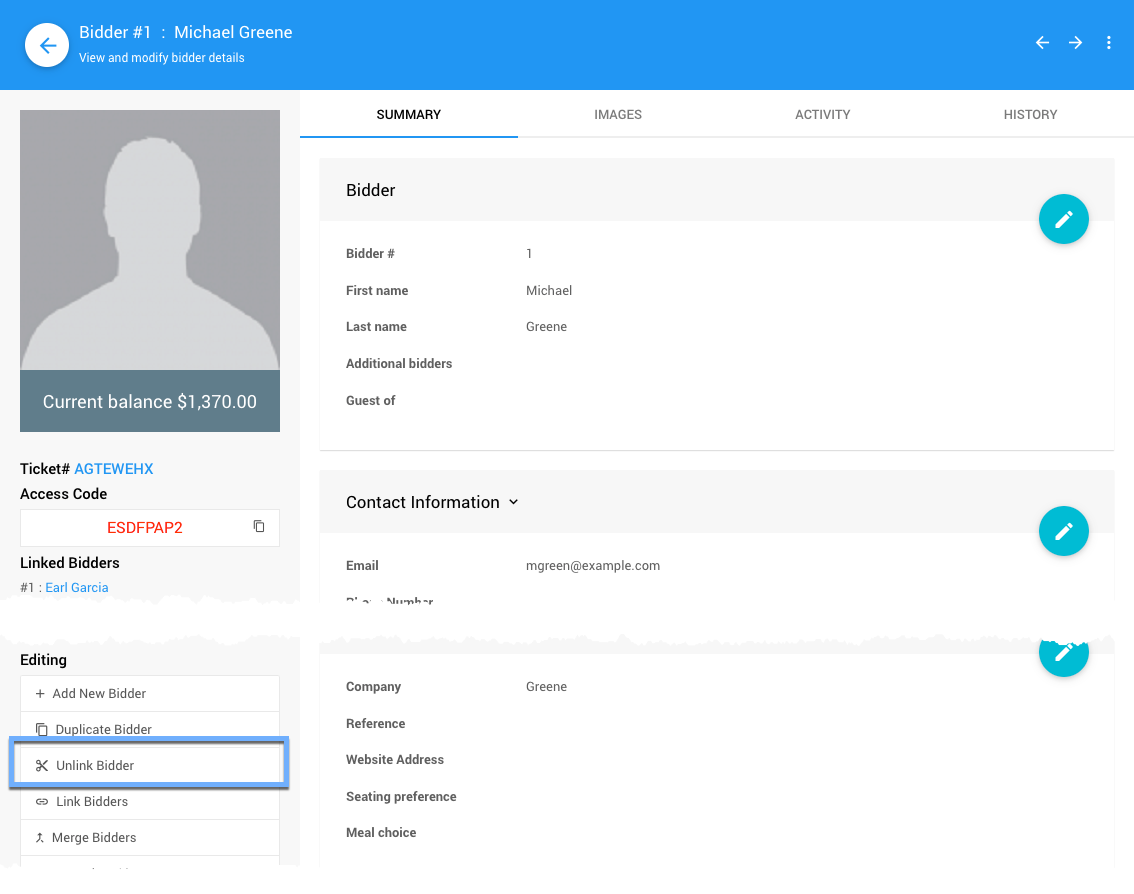 Bidder #1 : Michael Greene
View and modify bidder details
SUMMARY IMAGES ACTIVITY HISTORY
Current balance $1,370.00
Ticket# AGTEWEHX
Access Code
ESDFPAP2
Linked Bidders
#1 : Earl Garcia
Editing
+ Add New Bidder
Duplicate Bidder
Unlink Bidder
Link Bidders
Merge Bidders
Bidder
Bidder # 1
First name Michael
Last name Greene
Additional bidders
Guest of
Contact Information
Email mgreen@example.com
Company Greene
Reference
Website Address
Seating preference
Meal choice